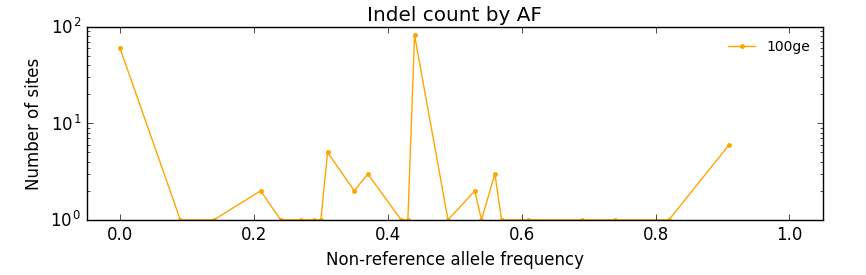 Indel count by AF
10^2
10^1
10^0
Number of sites
100ge
0.0 0.2 0.4 0.6 0.8 1.0
Non-reference allele frequency